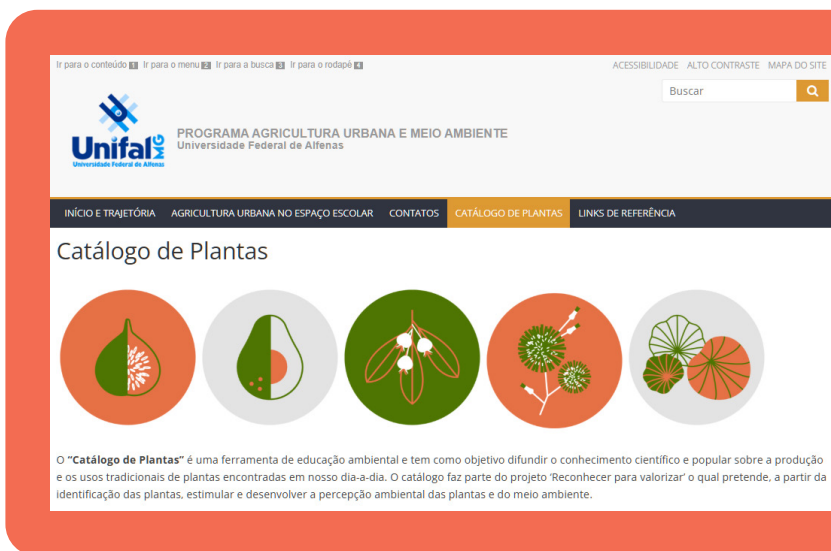 Ir para o conteúdo 1 Ir para o menu 2 Ir para a busca 3 Ir para o rodapé 4 ACESSIBILIDADE ALTO CONTRASTE MAPA DO SITE
Buscar
Unifal MG
Universidade Federal de Alfenas
PROGRAMA AGRICULTURA URBANA E MEIO AMBIENTE
Universidade Federal de Alfenas
INÍCIO E TRAJETÓRIA AGRICULTURA URBANA NO ESPAÇO ESCOLAR CONTATOS CATÁLOGO DE PLANTAS LINKS DE REFERÊNCIA
Catálogo de Plantas
O "Catálogo de Plantas" é uma ferramenta de educação ambiental e tem como objetivo difundir o conhecimento científico e popular sobre a produção
e os usos tradicionais de plantas encontradas em nosso dia-a-dia. O catálogo faz parte do projeto 'Reconhecer para valorizar' o qual pretende, a partir da
identificação das plantas, estimular e desenvolver a percepção ambiental das plantas e do meio ambiente.